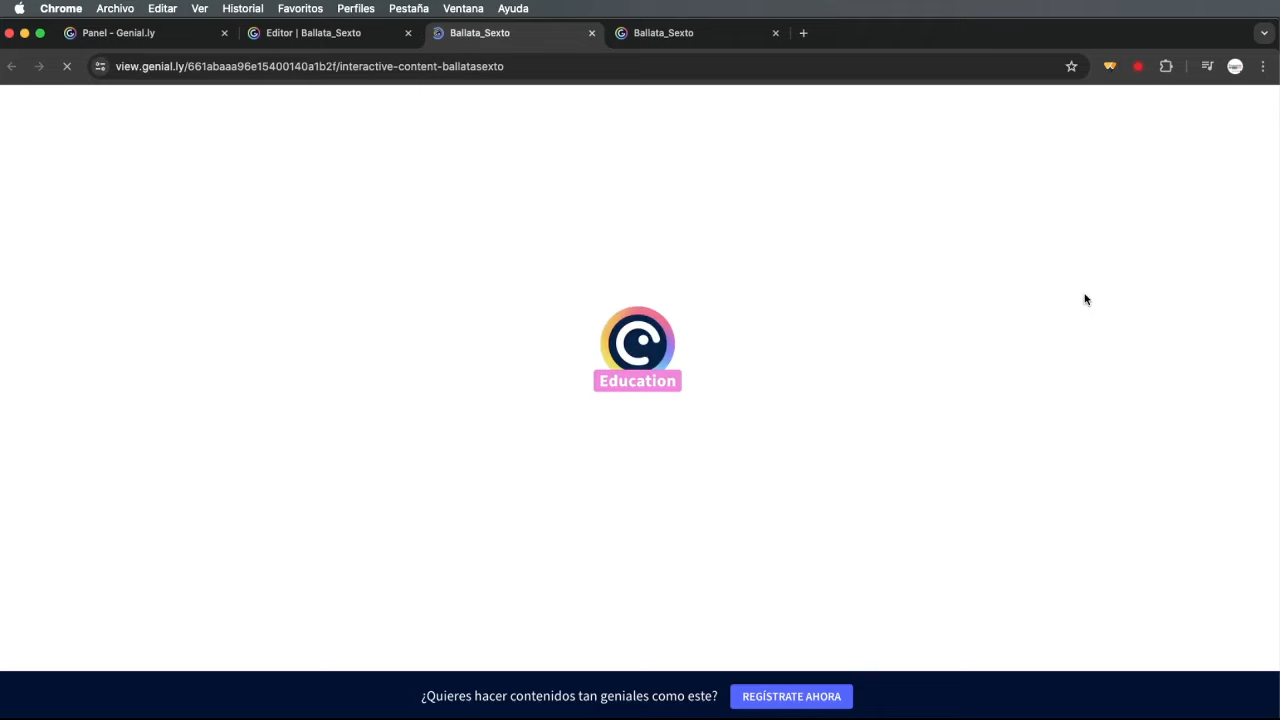 Chrome Archivo Editar Ver Historial Favoritos Perfiles Pestaña Ventana Ayuda
Panel - Genial.ly Editor | Ballata_Sexto Ballata_Sexto Ballata_Sexto
view.genial.ly/661abaaa96e15400140a1b2f/interactive-content-ballatasexto
Education
¿Quieres hacer contenidos tan geniales como este? REGÍSTRATE AHORA